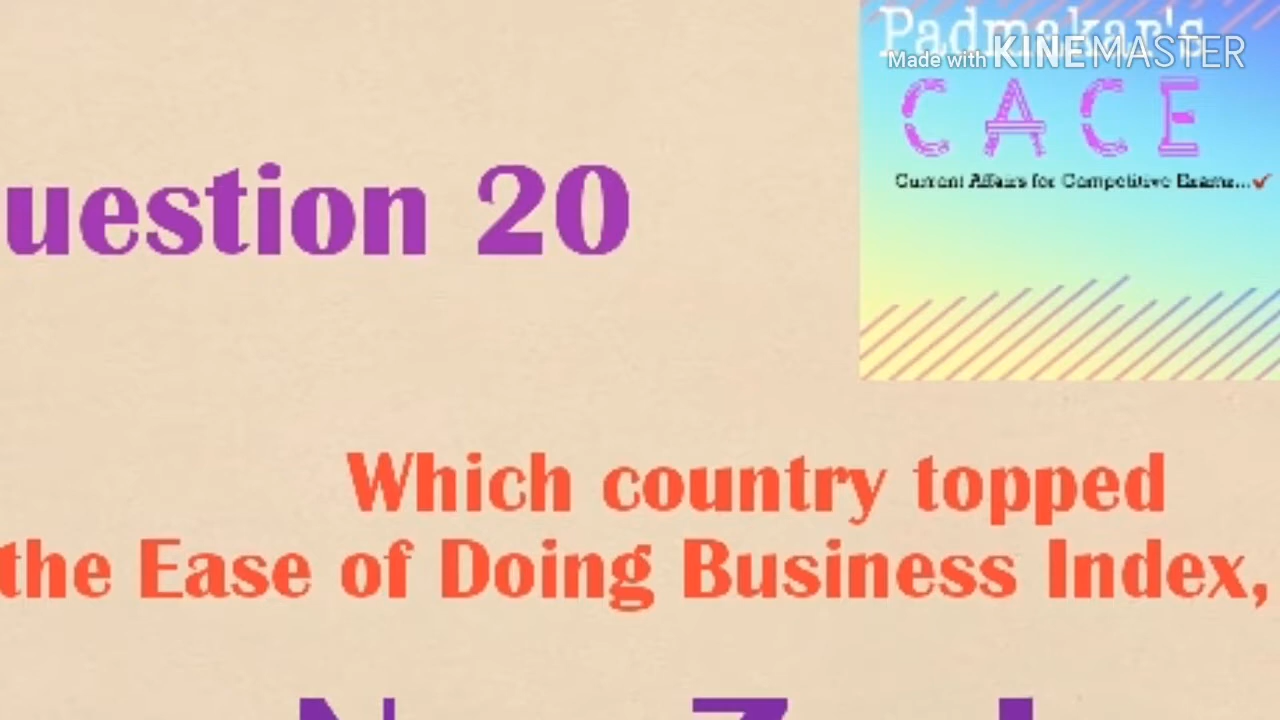 Padmakar's
Made with KINEMASTER
CACE
Current Affairs for Competitive Exams...✓
uestion 20
Which country topped
the Ease of Doing Business Index,